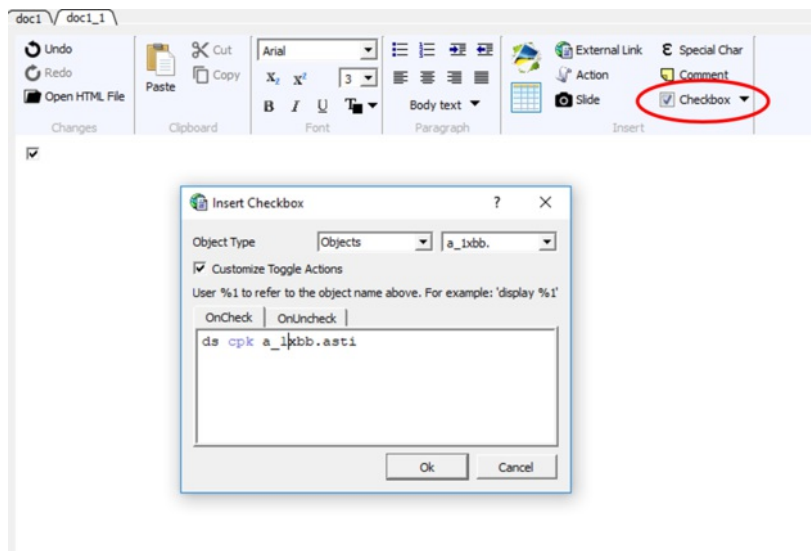 doc1 doc1_1
Undo Cut Arial External Link Ɛ Special Char
Redo Copy X₂ X² 3 Action Comment
Open HTML File Paste B I U T Body text Slide Checkbox
Changes Clipboard Font Paragraph Insert
Insert Checkbox ? X
Object Type Objects a_1xbb.
Customize Toggle Actions
User %1 to refer to the object name above. For example: 'display %1'
OnCheck OnUncheck
ds cpk a_1xbb.asti
Ok Cancel